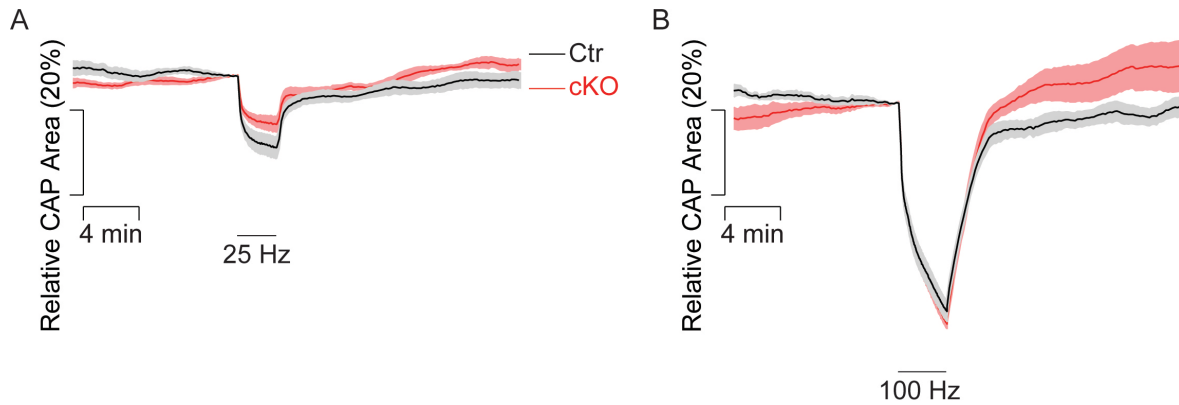 A
Relative CAP Area (20%)
4 min
25 Hz
Ctr
cKO
B
Relative CAP Area (20%)
4 min
100 Hz